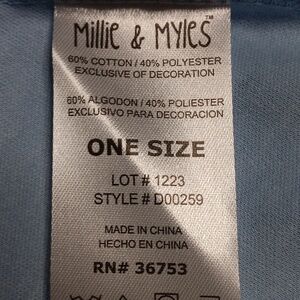 Millie & Myles™
60% COTTON / 40% POLYESTER
EXCLUSIVE OF DECORATION
60% ALGODON / 40% POLIESTER
EXCLUSIVO PARA DECORACION
ONE SIZE
LOT # 1223
STYLE # D00259
MADE IN CHINA
HECHO EN CHINA
RN# 36753